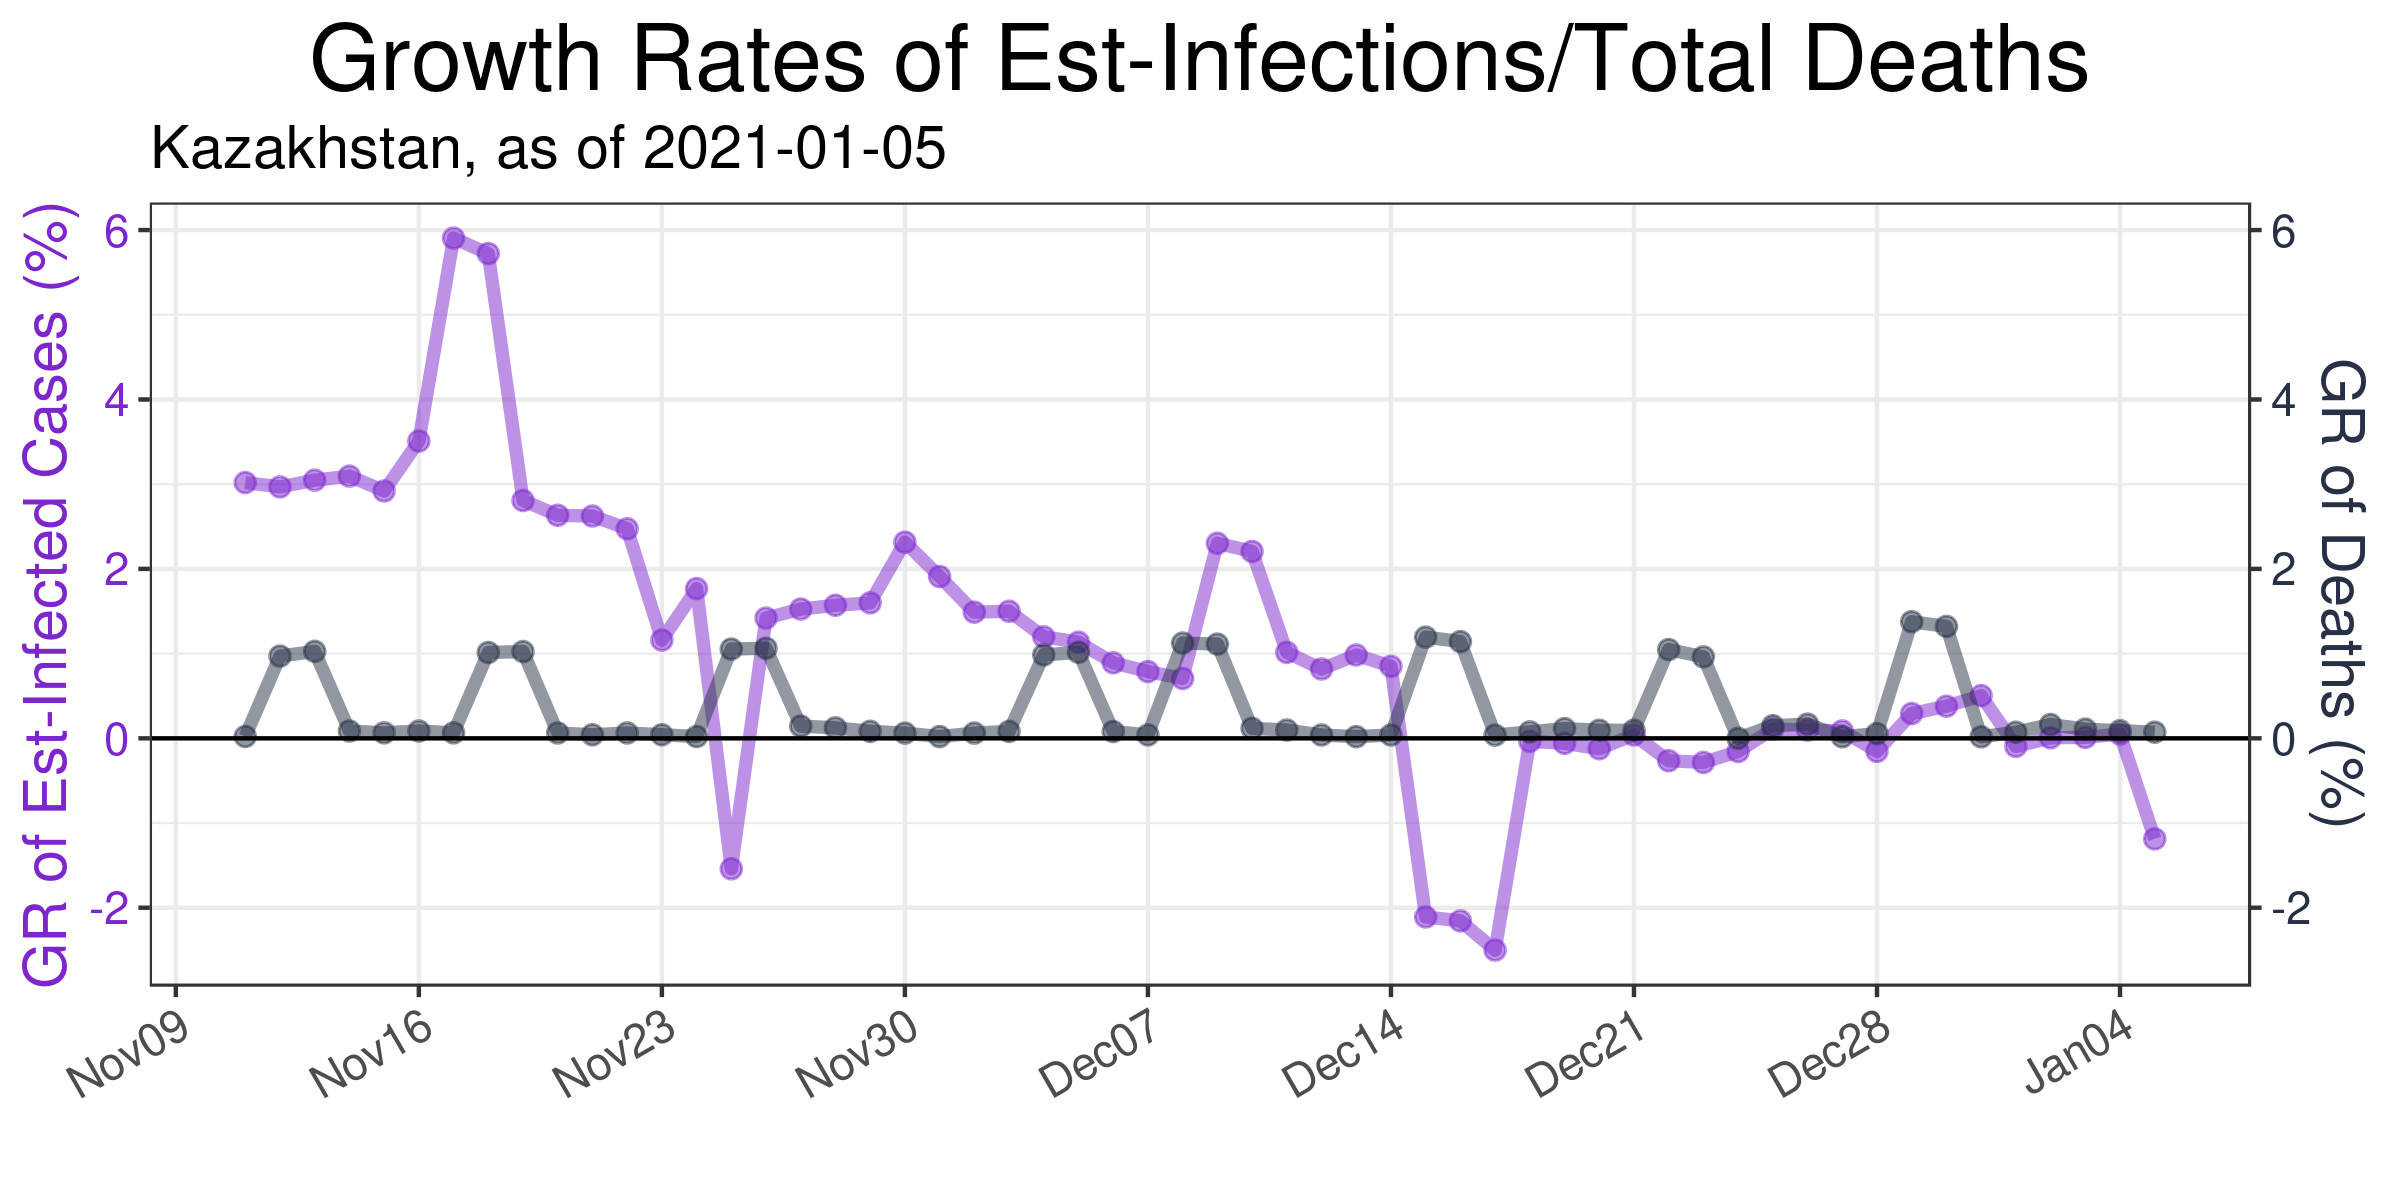 Growth Rates of Est-Infections/Total Deaths
Kazakhstan, as of 2021-01-05
GR of Est-Infected Cases (%)
6
4
2
0
-2
6
4
2
0
-2
GR of Deaths (%)
Nov09
Nov16
Nov23
Nov30
Dec07
Dec14
Dec21
Dec28
Jan04